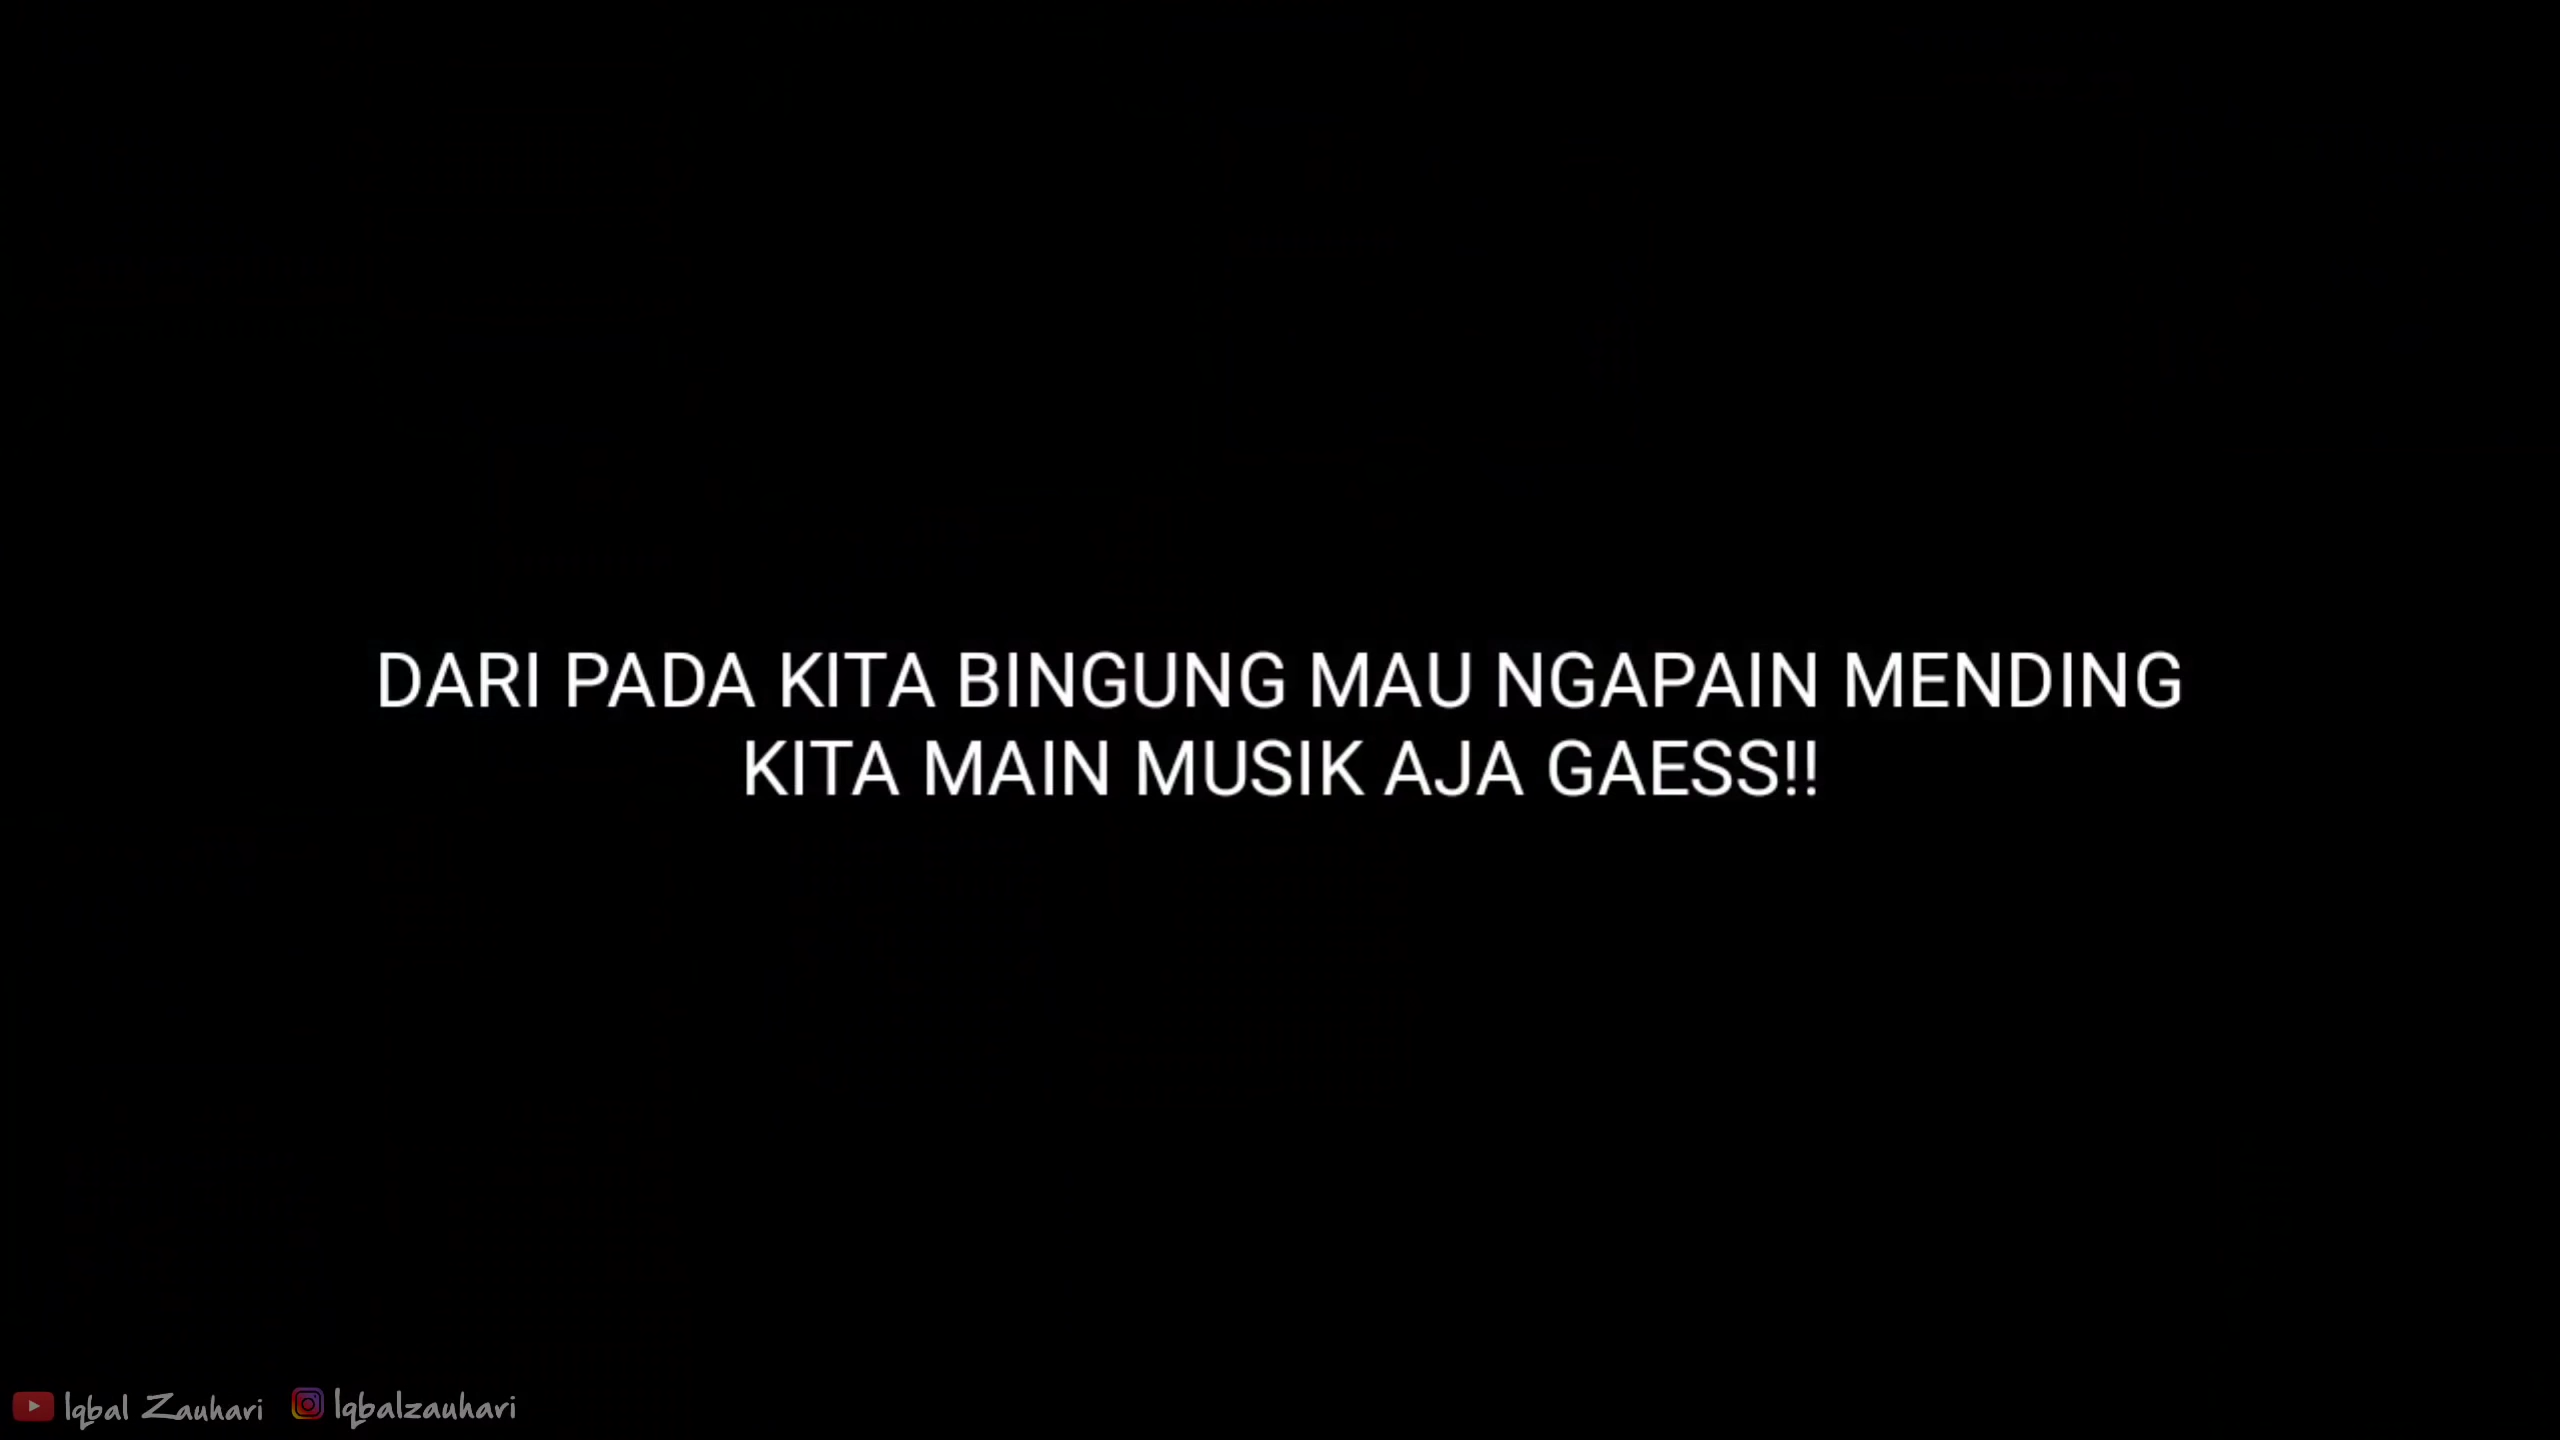 DARI PADA KITA BINGUNG MAU NGAPAIN MENDING
KITA MAIN MUSIK AJA GAESS!!
Iqbal Zauhari Iqbalzauhari